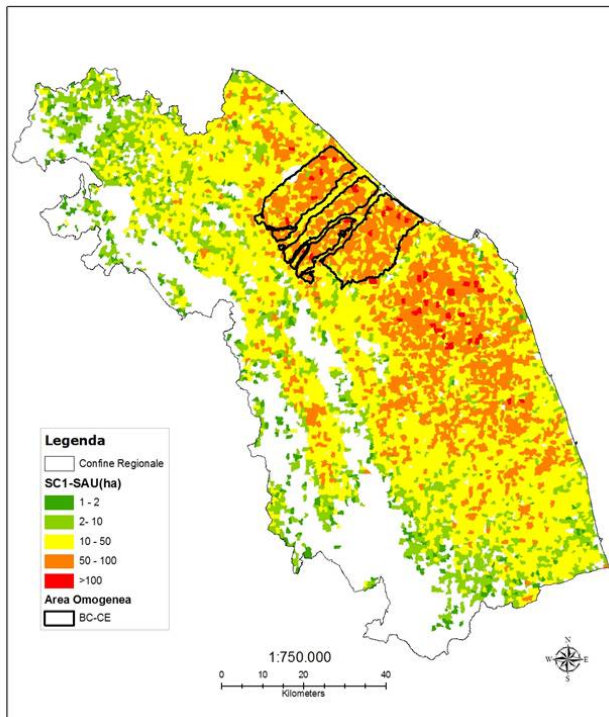 Legenda
Confine Regionale
SC1-SAU(ha)
1 - 2
2- 10
10 - 50
50 - 100
>100
Area Omogenea
BC-CE
1:750.000
0 10 20 40
Kilometers
N
W E
S